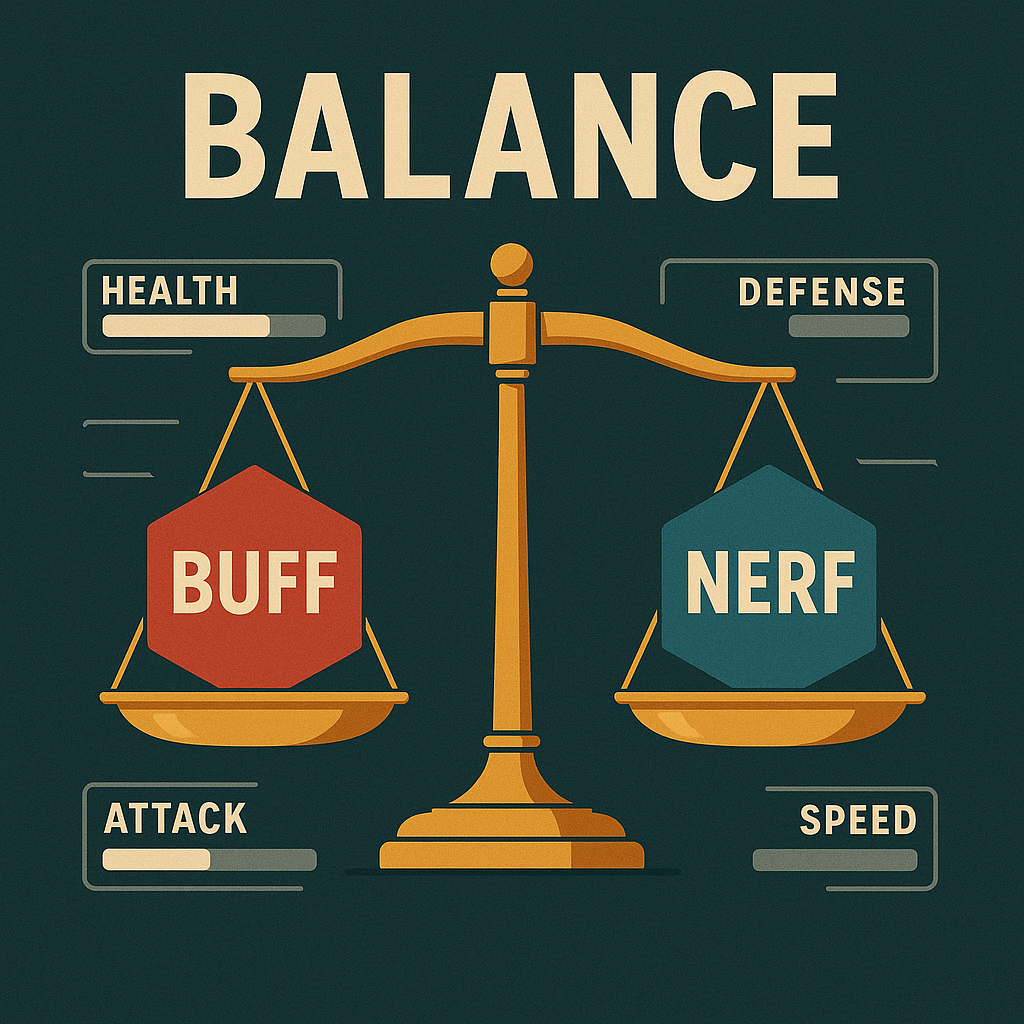 BALANCE
HEALTH
DEFENSE
BUFF
NERF
ATTACK
SPEED